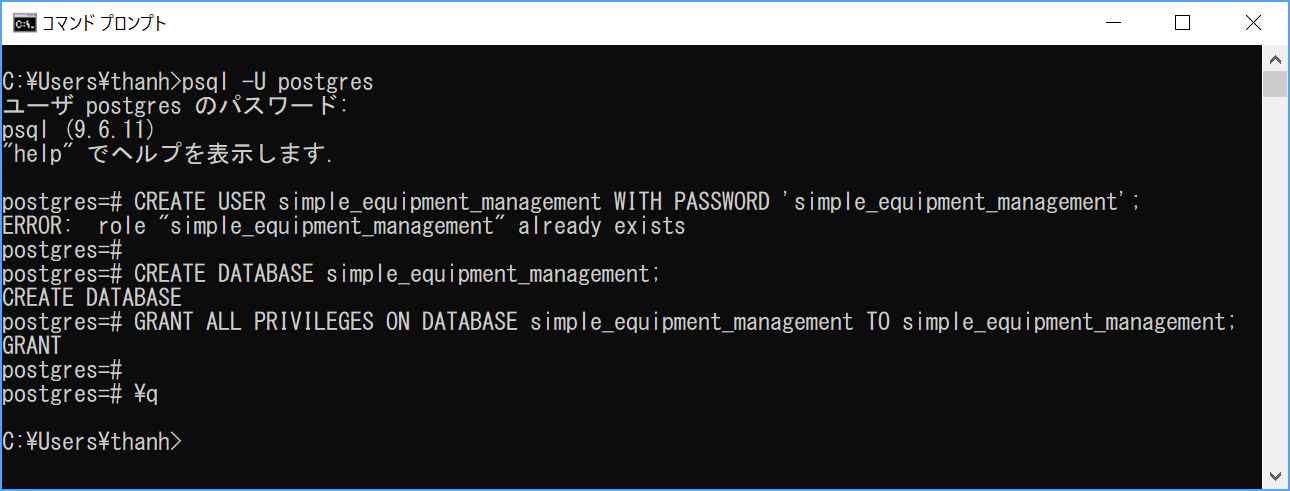 コマンド プロンプト
C:¥Users¥thanh>psql -U postgres
ユーザ postgres のパスワード:
psql (9.6.11)
"help" でヘルプを表示します.
postgres=# CREATE USER simple_equipment_management WITH PASSWORD 'simple_equipment_management';
ERROR:  role "simple_equipment_management" already exists
postgres=#
postgres=# CREATE DATABASE simple_equipment_management;
CREATE DATABASE
postgres=# GRANT ALL PRIVILEGES ON DATABASE simple_equipment_management TO simple_equipment_management;
GRANT
postgres=#
postgres=# ¥q
C:¥Users¥thanh>